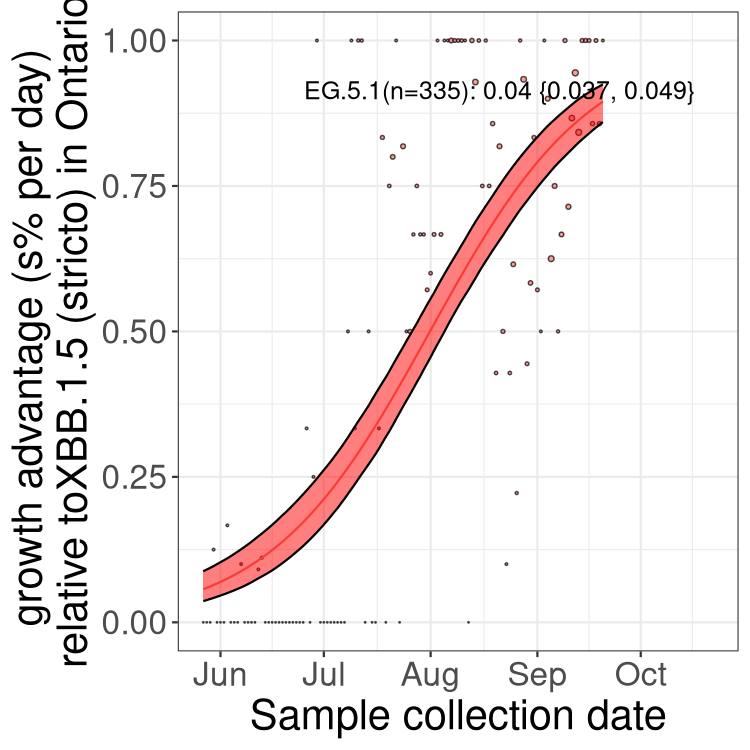 growth advantage (s% per day)
relative toXBB.1.5 (stricto) in Ontario
1.00
0.75
0.50
0.25
0.00
EG.5.1(n=335): 0.04 {0.037, 0.049}
Jun Jul Aug Sep Oct
Sample collection date